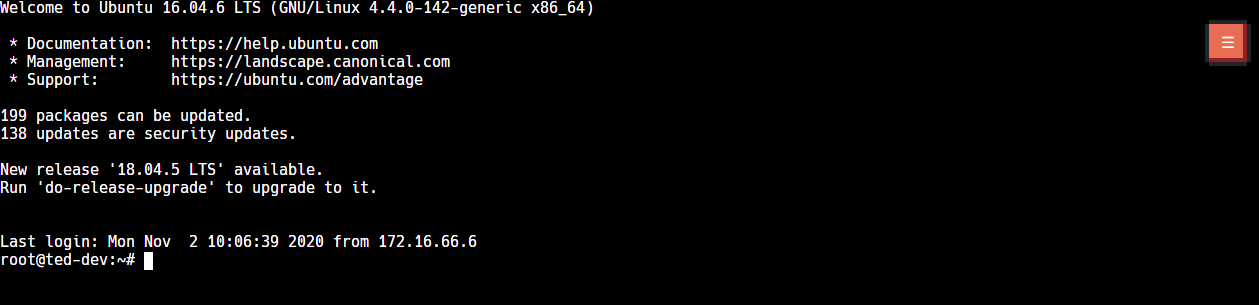 Welcome to Ubuntu 16.04.6 LTS (GNU/Linux 4.4.0-142-generic x86_64)
* Documentation:  https://help.ubuntu.com
* Management:     https://landscape.canonical.com
* Support:        https://ubuntu.com/advantage
199 packages can be updated.
138 updates are security updates.
New release '18.04.5 LTS' available.
Run 'do-release-upgrade' to upgrade to it.
Last login: Mon Nov  2 10:06:39 2020 from 172.16.66.6
root@ted-dev:~#